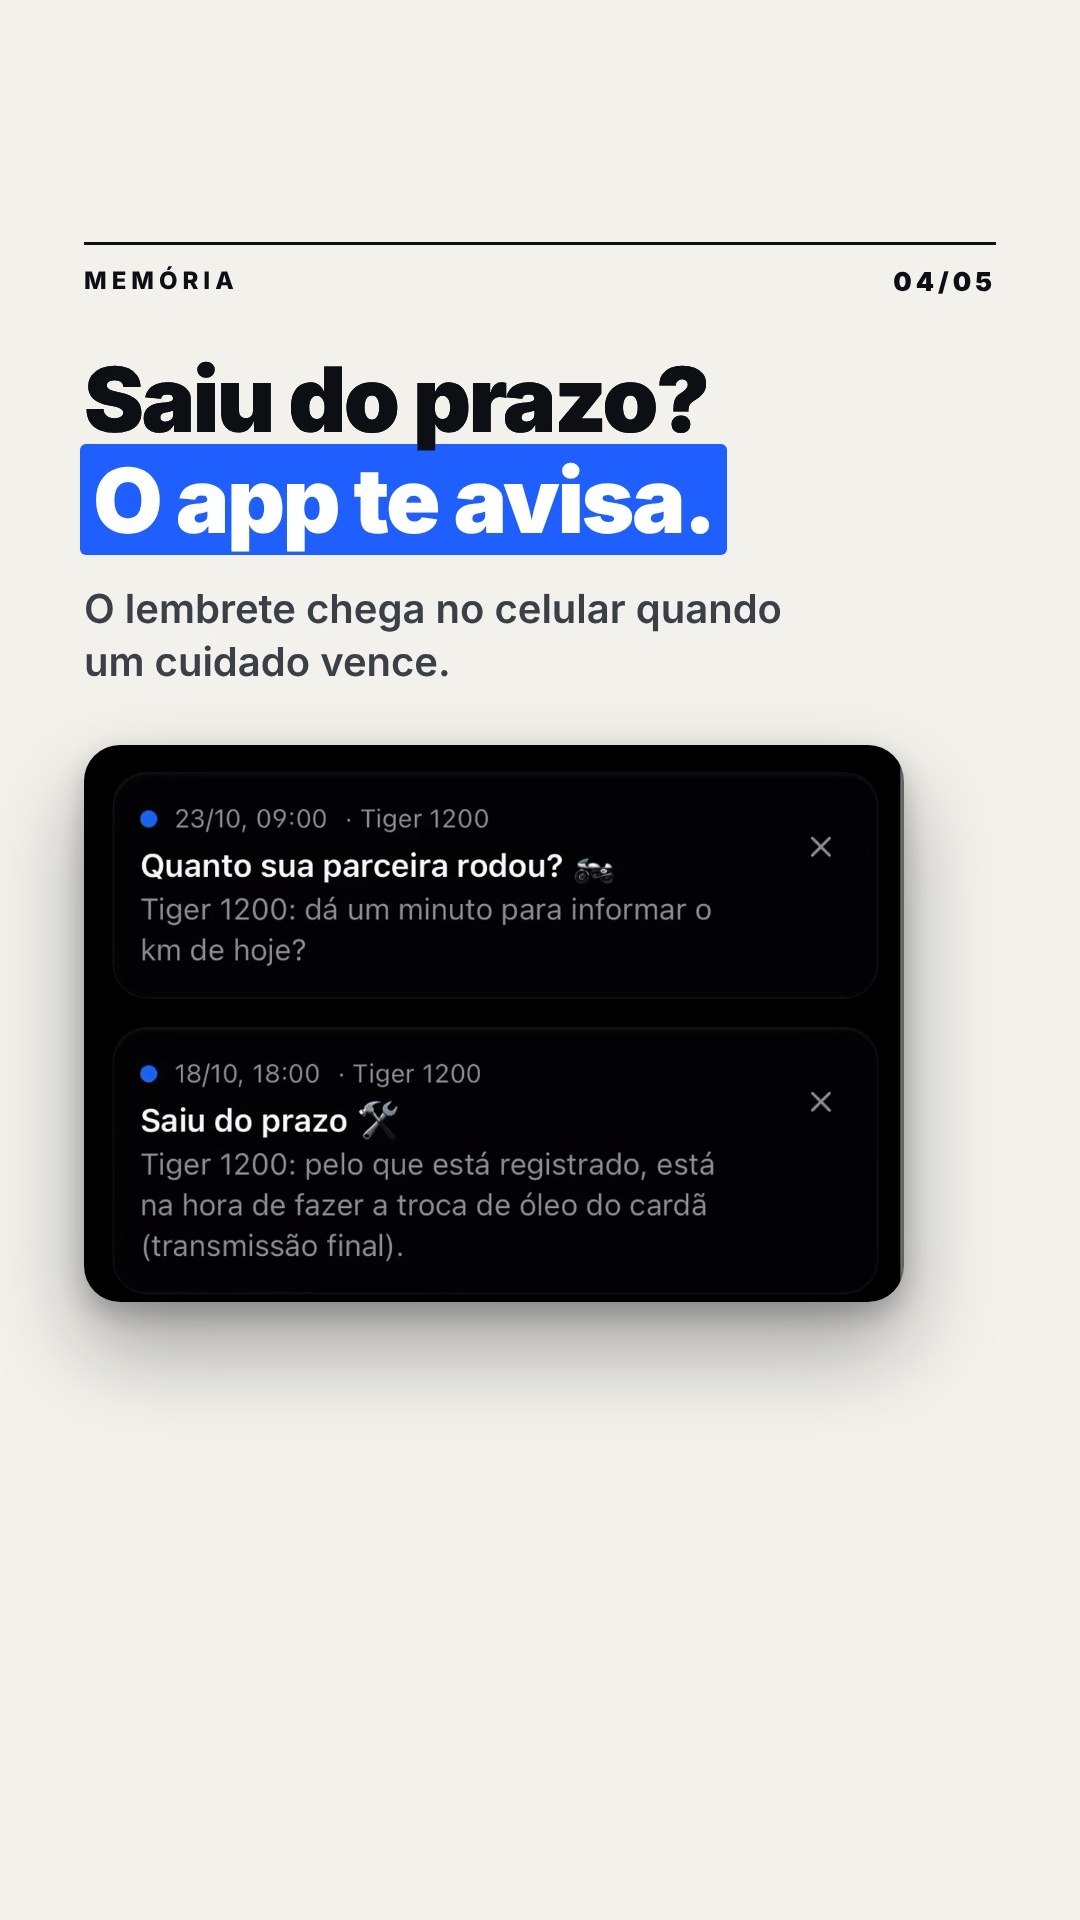 MEMÓRIA
04/05
Saiu do prazo?
O app te avisa.
O lembrete chega no celular quando
um cuidado vence.
23/10, 09:00 · Tiger 1200
Quanto sua parceira rodou? 🏍️
Tiger 1200: dá um minuto para informar o
km de hoje?
18/10, 18:00 · Tiger 1200
Saiu do prazo 🛠️
Tiger 1200: pelo que está registrado, está
na hora de fazer a troca de óleo do cardã
(transmissão final).